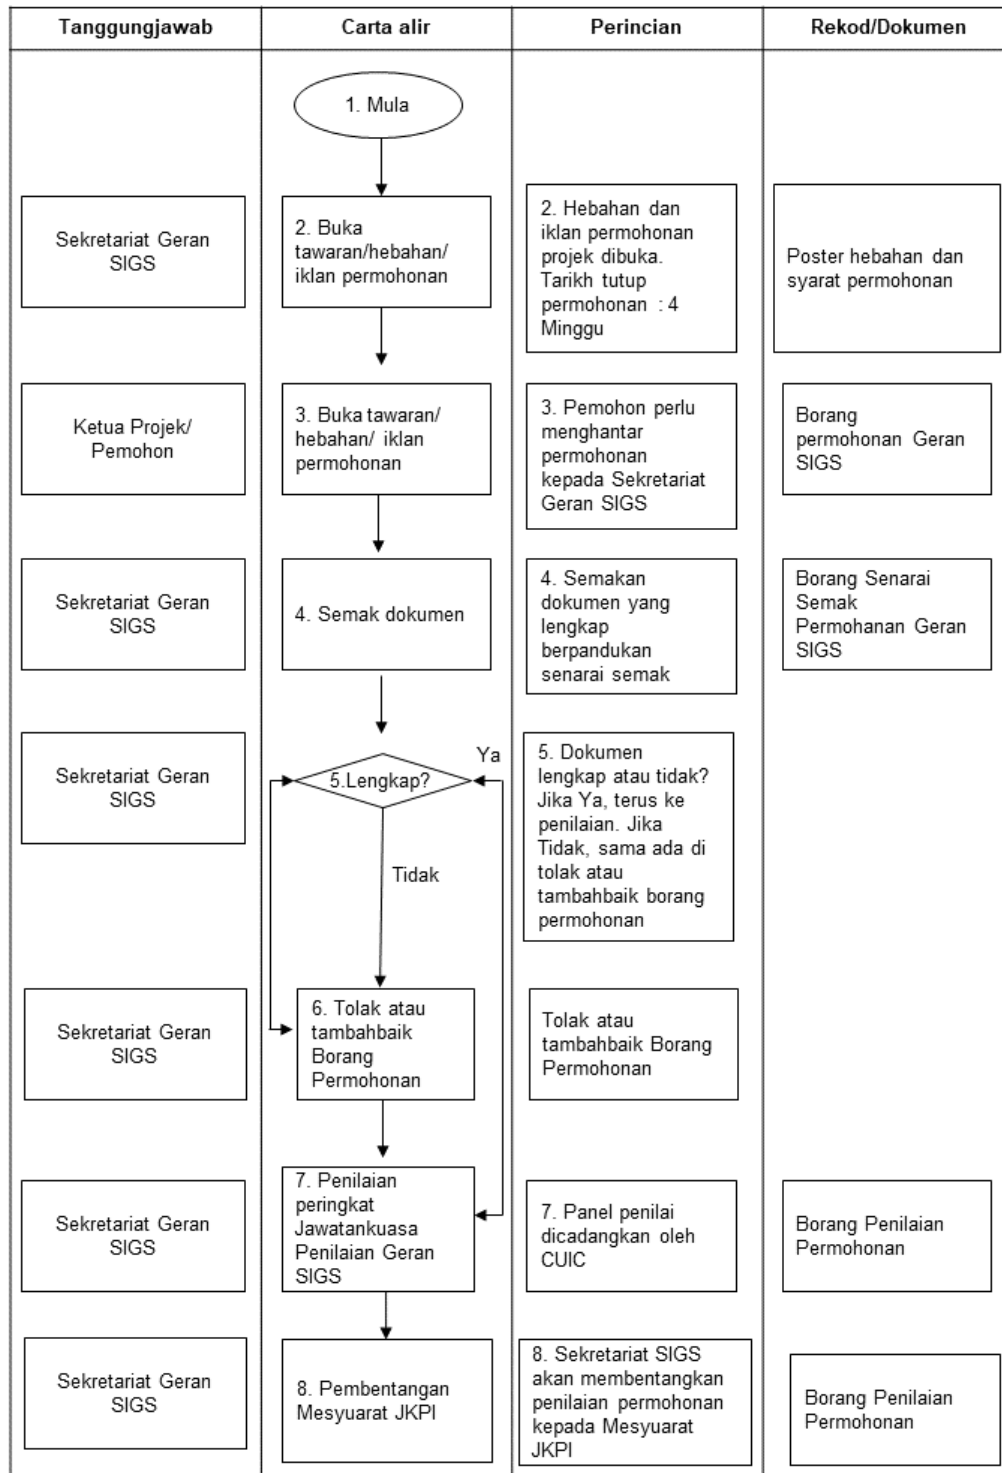 Tanggungjawab
Carta alir
Perincian
Rekod/Dokumen
1. Mula
Sekretariat Geran
SIGS
2. Buka
tawaran/hebahan/
iklan permohonan
2. Hebahan dan
iklan permohonan
projek dibuka.
Tarikh tutup
permohonan : 4
Minggu
Poster hebahan dan
syarat permohonan
Ketua Projek/
Pemohon
3. Buka tawaran/
hebahan/ iklan
permohonan
3. Pemohon perlu
menghantar
permohonan
kepada Sekretariat
Geran SIGS
Borang
permohonan Geran
SIGS
Sekretariat Geran
SIGS
4. Semak dokumen
4. Semakan
dokumen yang
lengkap
berpandukan
senarai semak
Borang Senarai
Semak
Permohanan Geran
SIGS
Sekretariat Geran
SIGS
5.Lengkap?
Ya
Tidak
5. Dokumen
lengkap atau tidak?
Jika Ya, terus ke
penilaian. Jika
Tidak, sama ada di
tolak atau
tambahbaik borang
permohonan
Sekretariat Geran
SIGS
6. Tolak atau
tambahbaik
Borang
Permohonan
Tolak atau
tambahbaik Borang
Permohonan
Sekretariat Geran
SIGS
7. Penilaian
peringkat
Jawatankuasa
Penilaian Geran
SIGS
7. Panel penilai
dicadangkan oleh
CUIC
Borang Penilaian
Permohonan
Sekretariat Geran
SIGS
8. Pembentangan
Mesyuarat JKPI
8. Sekretariat SIGS
akan membentangkan
penilaian permohonan
kepada Mesyuarat
JKPI
Borang Penilaian
Permohonan